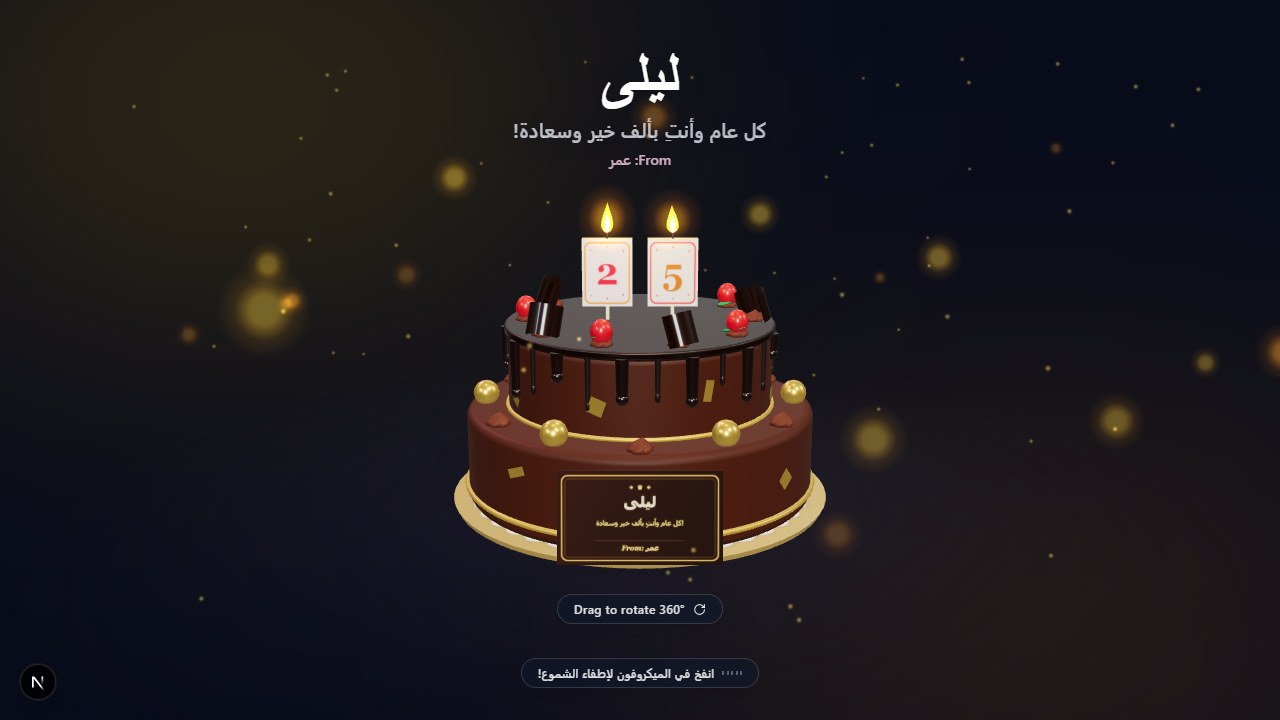 ليلى
كل عام وأنتِ بألف خير وسعادة!
From: عمر
2 5
ليلى
كل عام وأنتِ بألف خير وسعادة!
From: عمر
Drag to rotate 360°
انفخ في الميكروفون لإطفاء الشموع!
N